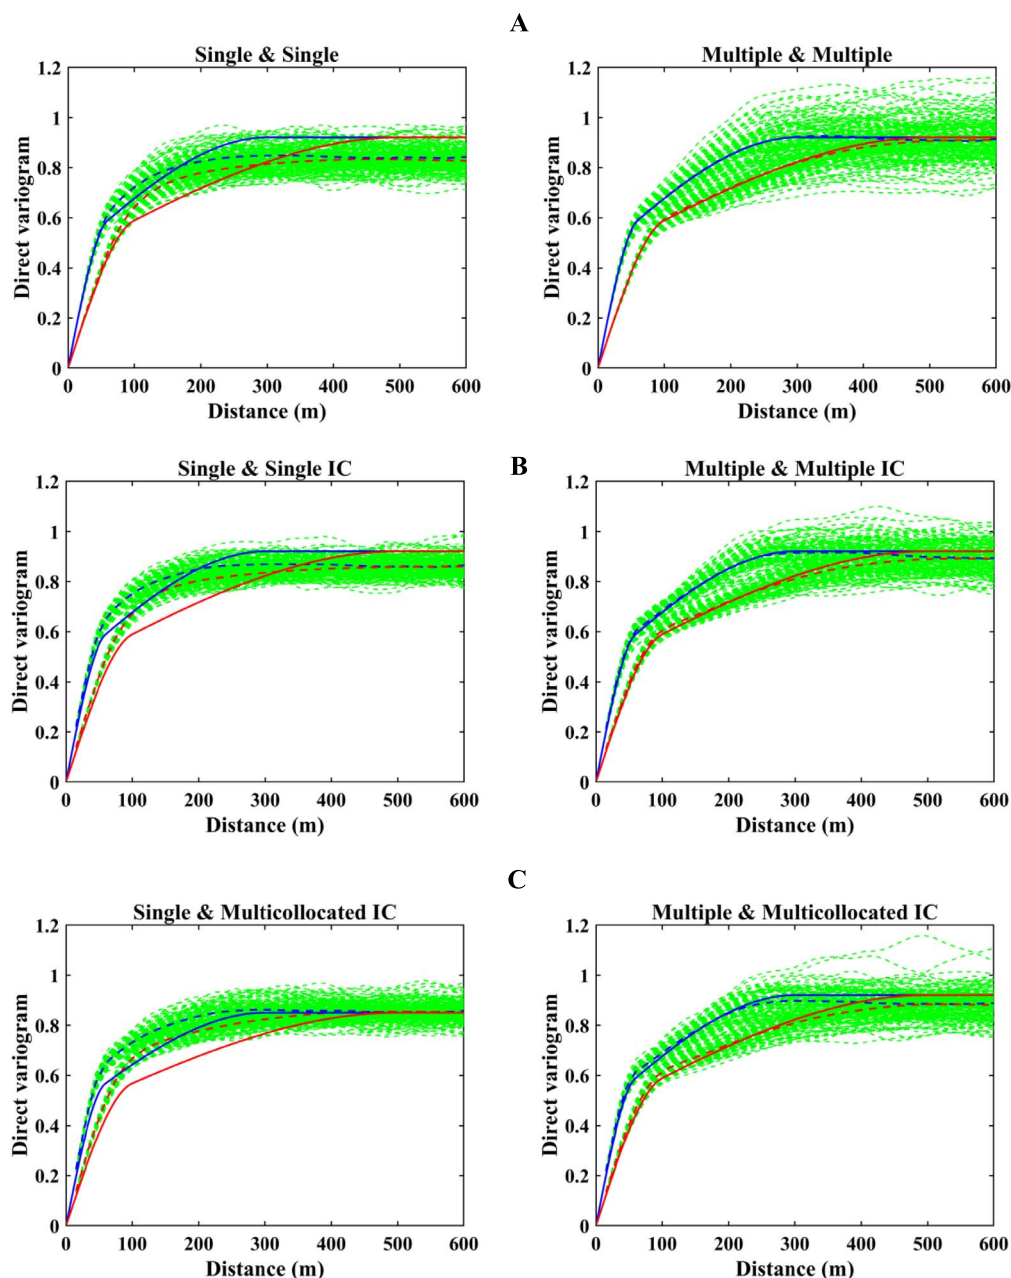 A
Single & Single
Multiple & Multiple
1.2
1
0.8
0.6
0.4
0.2
0
Direct variogram
0 100 200 300 400 500 600
Distance (m)
1.2
1
0.8
0.6
0.4
0.2
0
Direct variogram
0 100 200 300 400 500 600
Distance (m)
B
Single & Single IC
Multiple & Multiple IC
1.2
1
0.8
0.6
0.4
0.2
0
Direct variogram
0 100 200 300 400 500 600
Distance (m)
1.2
1
0.8
0.6
0.4
0.2
0
Direct variogram
0 100 200 300 400 500 600
Distance (m)
C
Single & Multicollocated IC
Multiple & Multicollocated IC
1.2
1
0.8
0.6
0.4
0.2
0
Direct variogram
0 100 200 300 400 500 600
Distance (m)
1.2
1
0.8
0.6
0.4
0.2
0
Direct variogram
0 100 200 300 400 500 600
Distance (m)